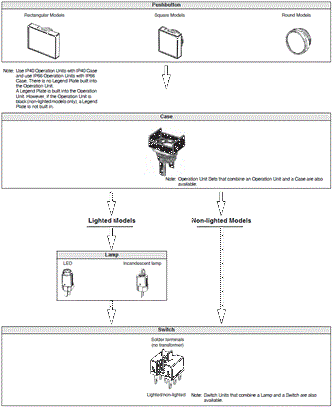 Pushbutton
Rectangular Models Square Models Round Models
Note: Use IP40 Operation Units with IP40 Case
and use IP65 Operation Units with IP65
Case. There is no Legend Plate built into
the Operation Unit.
A Legend Plate is built into the Operation
Unit. However, if the Operation Unit is
black (non-lighted models only), a Legend
Plate is not built in.
Case
Note: Operation Unit Sets that combine an Operation Unit and a Case are also
available.
Lighted Models Non-lighted Models
Lamp
LED Incandescent lamp
Switch
Solder terminals
(no transformer)
Lighted/non-lighted
Note: Switch Units that combine a Lamp and a Switch are also
available.